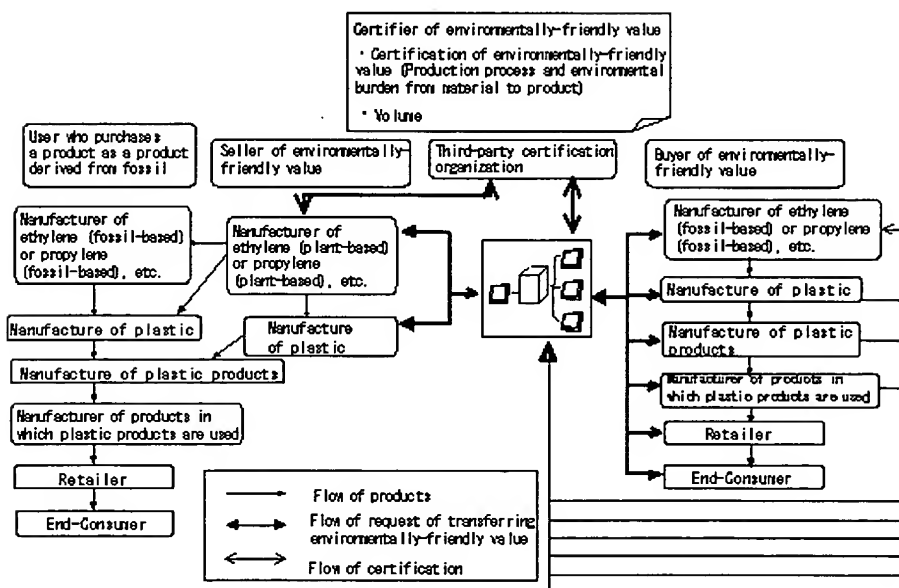 Certifier of environmentally-friendly value
· Certification of environmentally-friendly
value (Production process and environmental
burden from material to product)
· Volume
User who purchases
a product as a product
derived from fossil
Seller of environmentally-
friendly value
Third-party certification
organization
Buyer of environmentally-
friendly value
Manufacturer of
ethylene (fossil-based)
or propylene
(fossil-based), etc.
Manufacturer of
ethylene (plant-based)
or propylene
(plant-based), etc.
Manufacturer of ethylene
(fossil-based) or propylene
(fossil-based), etc.
Manufacture of plastic
Manufacture
of plastic
Manufacture of plastic
Manufacture of plastic products
Manufacture of plastic
products
Manufacturer of products in
which plastic products are used
Manufacturer of products in
which plastic products are used
Retailer
Retailer
End-Consumer
End-Consumer
Flow of products
Flow of request of transferring
environmentally-friendly value
Flow of certification